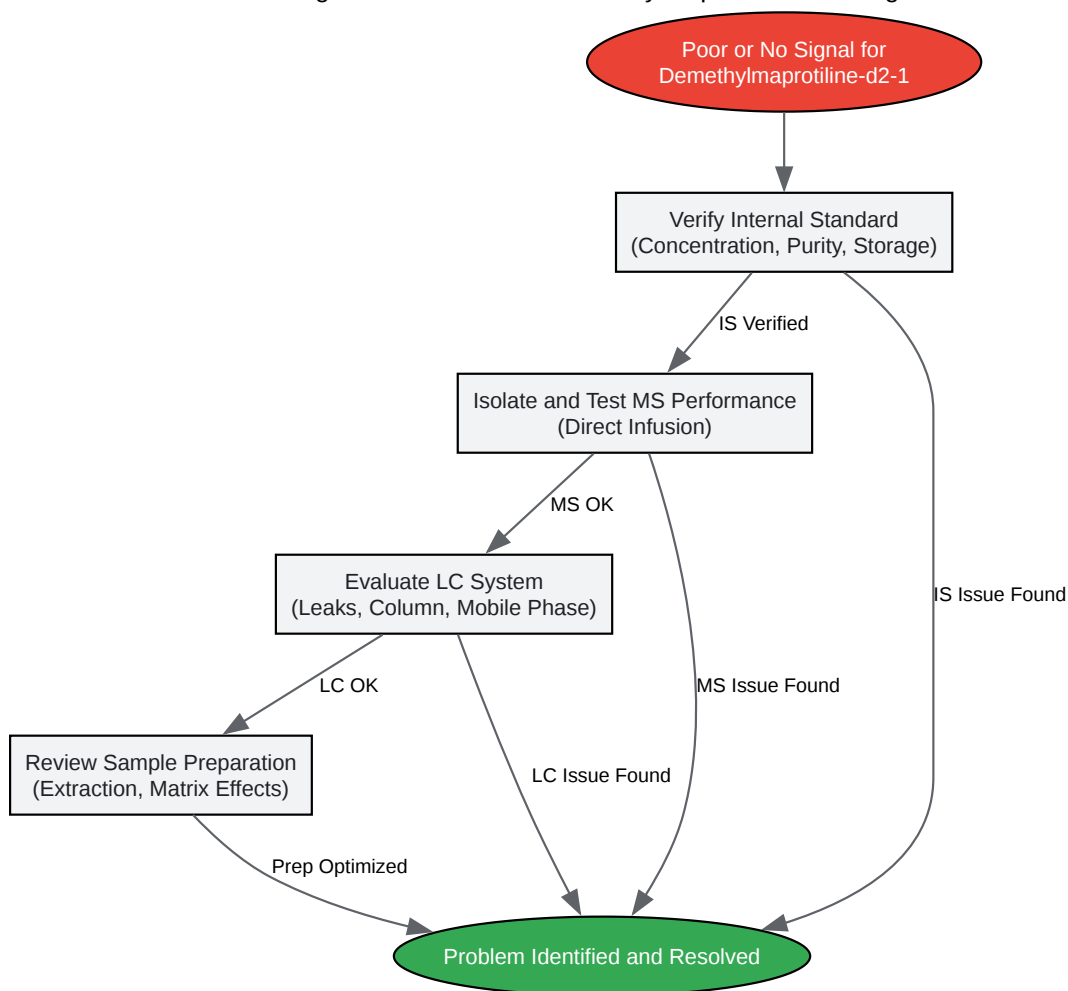 Poor or No Signal for
Demethylmaprotiline-d2-1
Verify Internal Standard
(Concentration, Purity, Storage)
IS Verified
Isolate and Test MS Performance
(Direct Infusion)
MS OK
Evaluate LC System
(Leaks, Column, Mobile Phase)
IS Issue Found
LC OK
MS Issue Found
Review Sample Preparation
(Extraction, Matrix Effects)
LC Issue Found
Prep Optimized
Problem Identified and Resolved